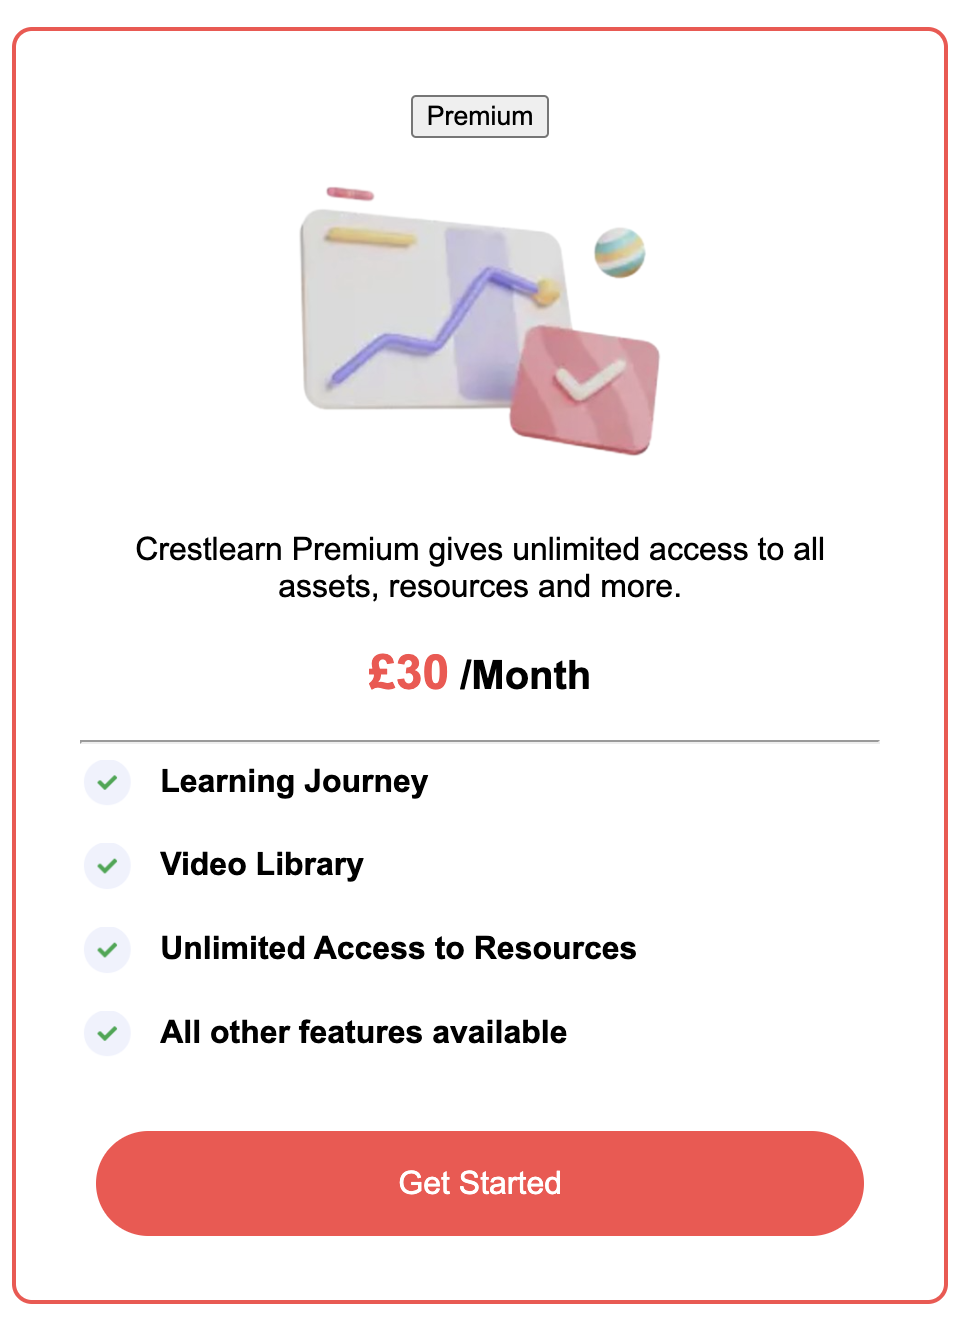 Premium
Crestlearn Premium gives unlimited access to all
assets, resources and more.
£30 /Month
Learning Journey
Video Library
Unlimited Access to Resources
All other features available
Get Started